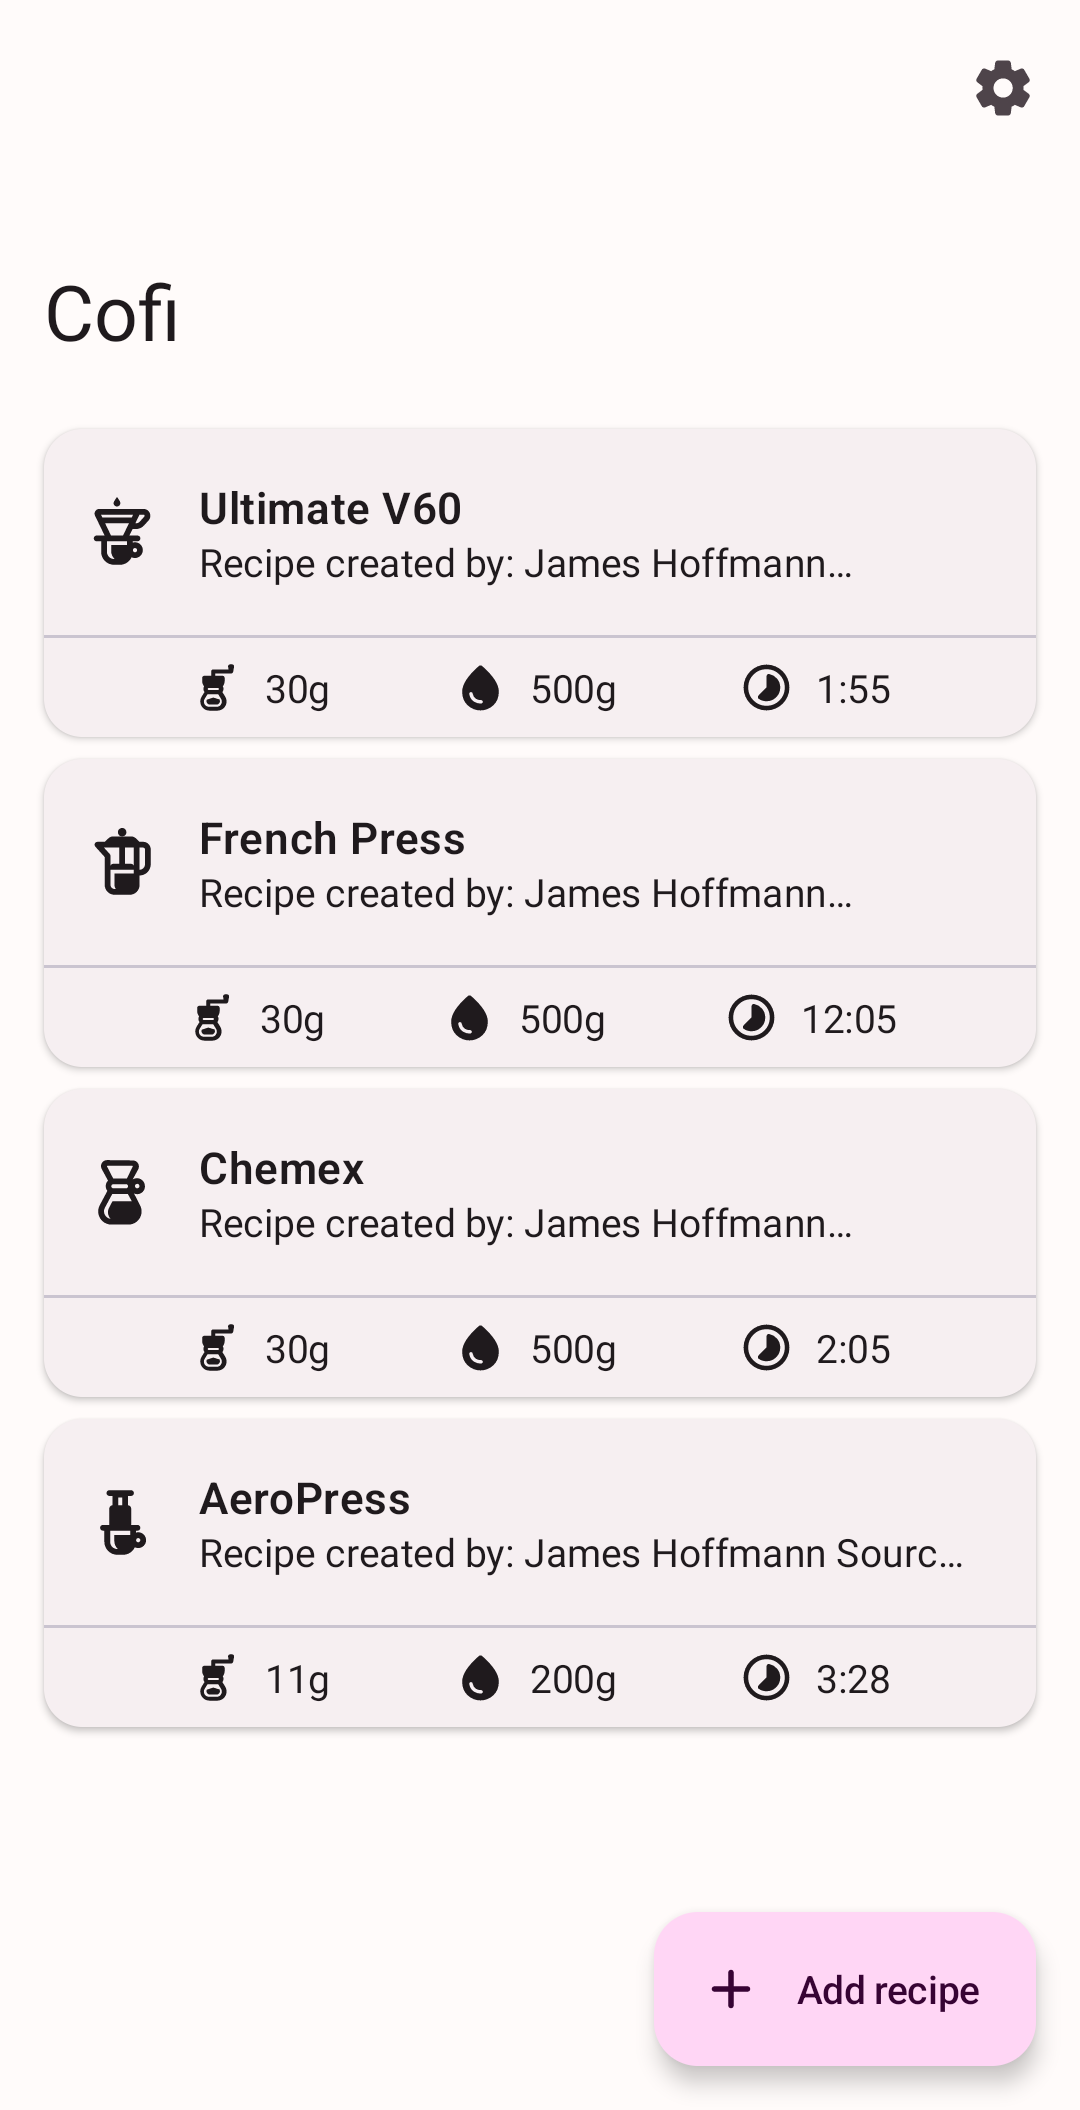 Cofi
Ultimate V60
Recipe created by: James Hoffmann…
30g 500g 1:55
French Press
Recipe created by: James Hoffmann…
30g 500g 12:05
Chemex
Recipe created by: James Hoffmann…
30g 500g 2:05
AeroPress
Recipe created by: James Hoffmann Sourc…
11g 200g 3:28
Add recipe